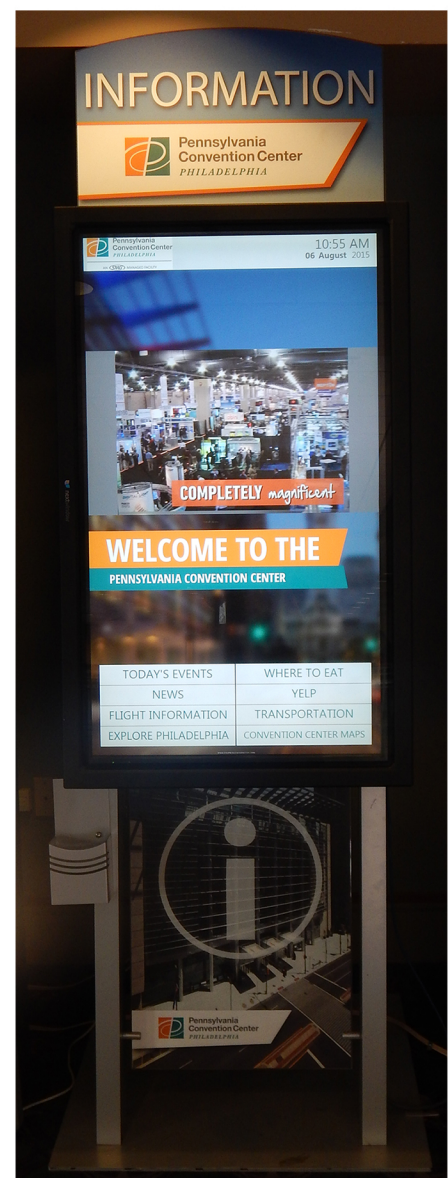 INFORMATION
Pennsylvania
Convention Center
PHILADELPHIA
Pennsylvania
Convention Center
PHILADELPHIA
10:55 AM
06 August 2015
COMPLETELY magnificent
WELCOME TO THE
PENNSYLVANIA CONVENTION CENTER
TODAY'S EVENTS
WHERE TO EAT
NEWS
YELP
FLIGHT INFORMATION
TRANSPORTATION
EXPLORE PHILADELPHIA
CONVENTION CENTER MAPS
i
Pennsylvania
Convention Center
PHILADELPHIA